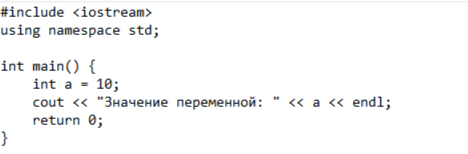 #include <iostream>
using namespace std;

int main() {
    int a = 10;
    cout << "Значение переменной: " << a << endl;
    return 0;
}